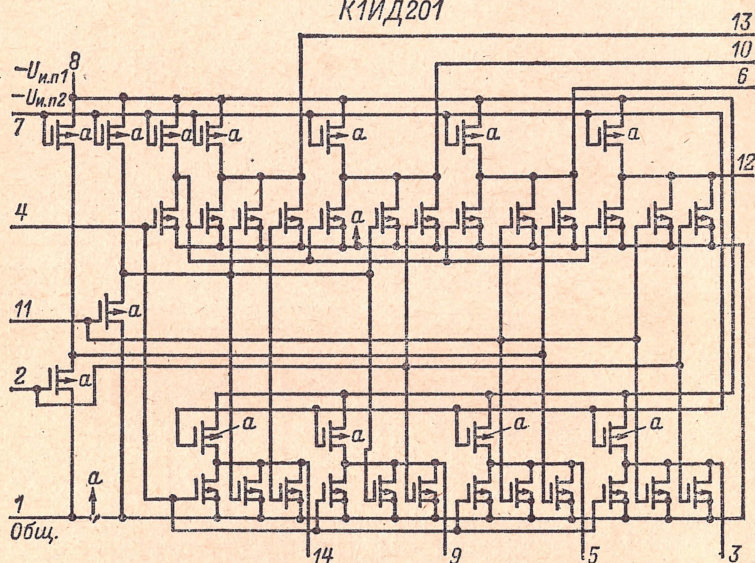 К1ИД201
13
10
-Uи.п1 8
6
-Uи.п2
7
а а а а а а а
12
4
а
11
а
2
а
а а а а
а
1
Общ.
14 9 5 3